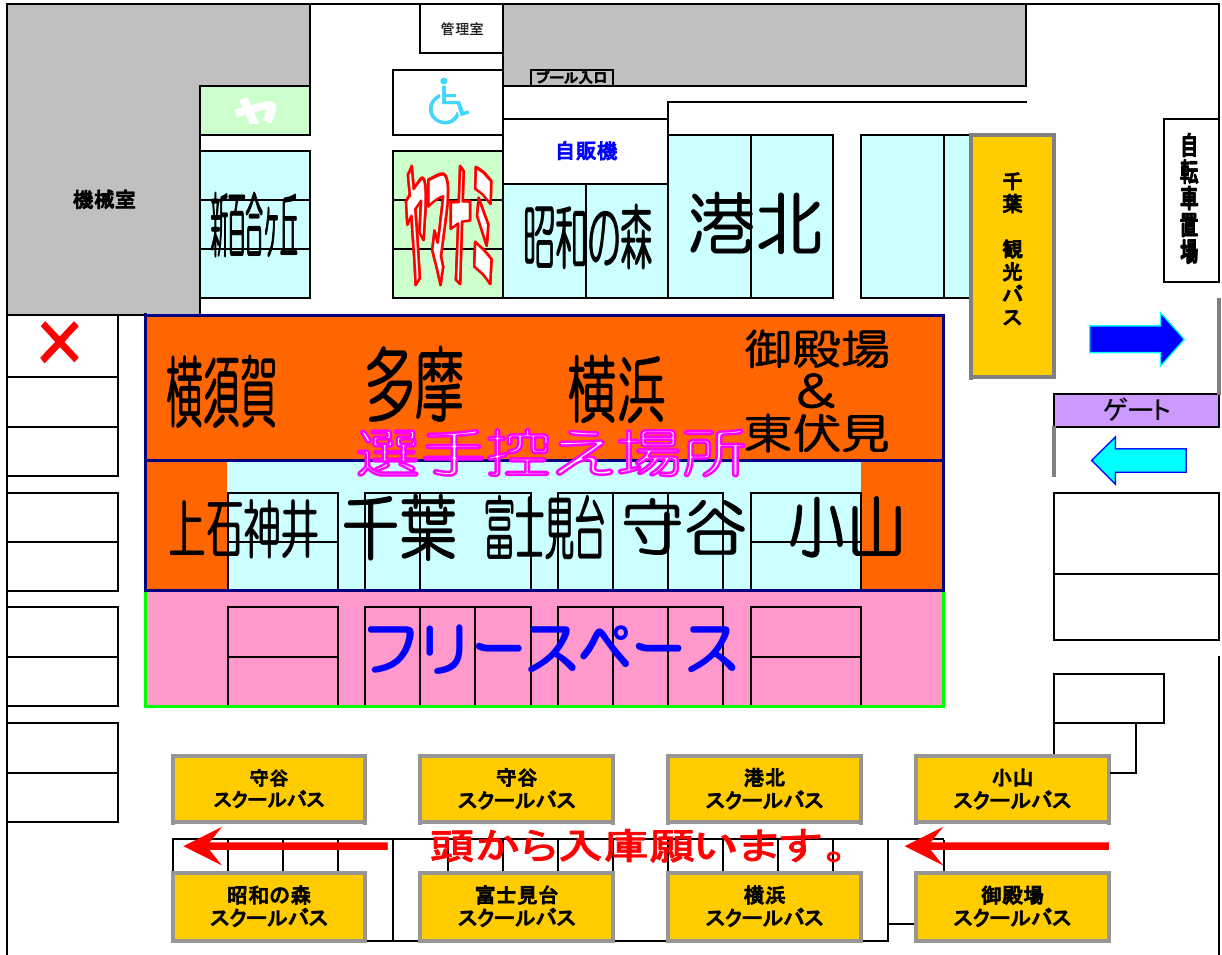 管理室
プール入口
ヤ
自販機
機械室
新百合ヶ丘
ヤマナミ
昭和の森
港北
千葉 観光バス
自転車置場
×
横須賀
多摩
横浜
御殿場
&
東伏見
ゲート
選手控え場所
上石神井
千葉
富士見台
守谷
小山
フリースペース
守谷
スクールバス
守谷
スクールバス
港北
スクールバス
小山
スクールバス
頭から入庫願います。
昭和の森
スクールバス
富士見台
スクールバス
横浜
スクールバス
御殿場
スクールバス